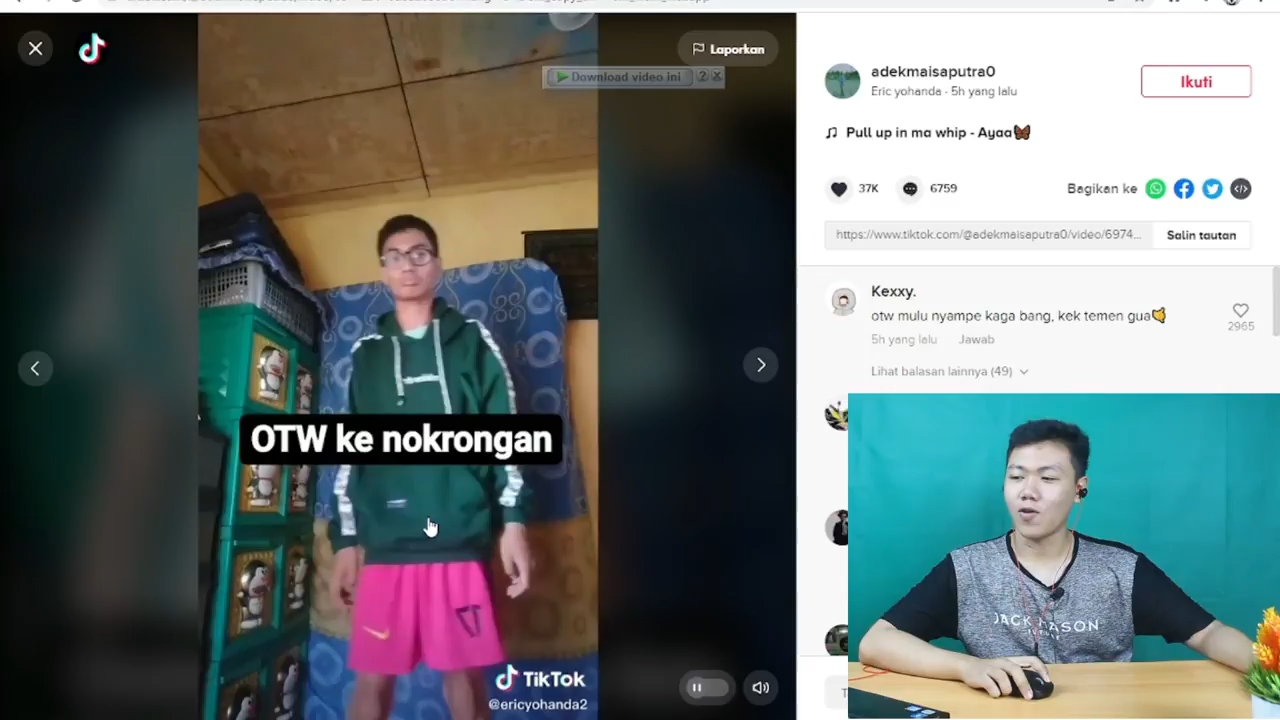 Laporkan
Download video ini
OTW ke nokrongan
TikTok
@ericyohanda2
adekmaisaputra0
Eric yohanda · 5h yang lalu
Ikuti
Pull up in ma whip - Ayaa
37K
6759
Bagikan ke
https://www.tiktok.com/@adekmaisaputra0/video/6974...
Salin tautan
Kexxy.
otw mulu nyampe kaga bang, kek temen gua
2965
5h yang lalu Jawab
Lihat balasan lainnya (49)
JACK MASON